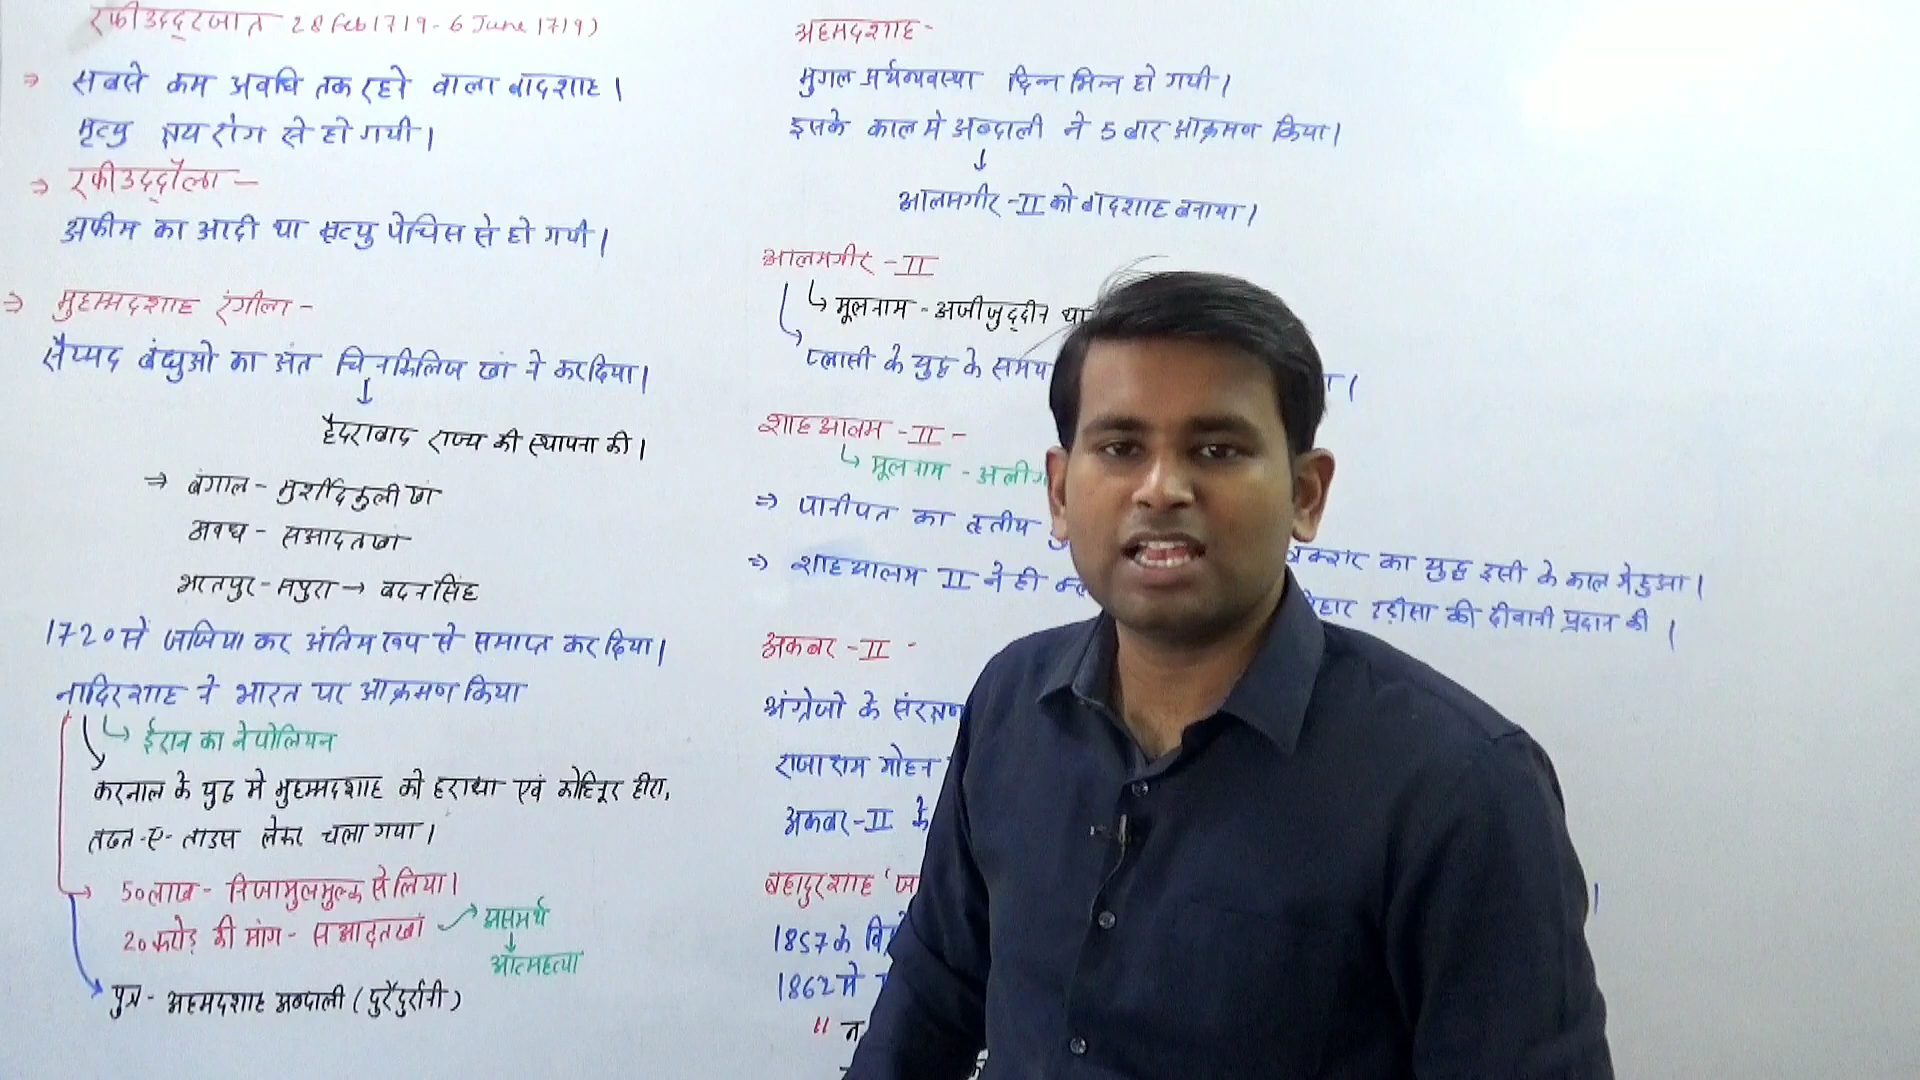 रफीउद्दरजात 28 Feb 1719 - 6 June 1719)
⇒ सबसे कम अवधि तक रहने वाला बादशाह।
मृत्यु क्षय रोग से हो गयी।
⇒ रफीउद्दौला -
अफीम का आदी था मृत्यु पेचिस से हो गयी।
⇒ मुहम्मदशाह रंगीला -
सैय्यद बंधुओ का अंत चिनकिलिज खां ने कर दिया।
↓
हैदराबाद राज्य की स्थापना की।
⇒ बंगाल - मुर्शीदकुली खां
अवध - सआदतखां
भरतपुर - मथुरा → बदनसिंह
1720 में जजिया कर अंतिम रूप से समाप्त कर दिया।
नादिरशाह ने भारत पर आक्रमण किया
ईरान का नेपोलियन
करनाल के युद्ध मे मुहम्मदशाह को हराया एवं कोहिनूर हीरा,
तख्त-ए-ताउस लेकर चला गया।
50 लाख - निजामुलमुल्क से लिया।
20 करोड़ की मांग - सआदतखां → असमर्थ
↓
आत्महत्या
पुत्र - अहमदशाह अब्दाली (दुर्रेदुर्रानी)
अहमदशाह -
मुगल अर्थव्यवस्था छिन्न भिन्न हो गयी।
इसके काल मे अब्दाली ने 5 बार आक्रमण किया।
↓
आलमगीर - II को बादशाह बनाया।
आलमगीर - II
मूलनाम - अजीजुद्दीन था
प्लासी के युद्ध के समय
शाहआलम - II -
मूलनाम - अलीग
⇒ पानीपत का तृतीय यु बक्सर का युद्ध इसी के काल मे हुआ।
⇒ शाहआलम II ने ही क्ल बिहार उड़ीसा की दीवानी प्रदान की।
अकबर - II -
अंग्रेजो के संरक्षण
राजा राम मोहन
अकबर - II के
बहादुरशाह 'ज
1857 के विद्रो
1862 मे
" न